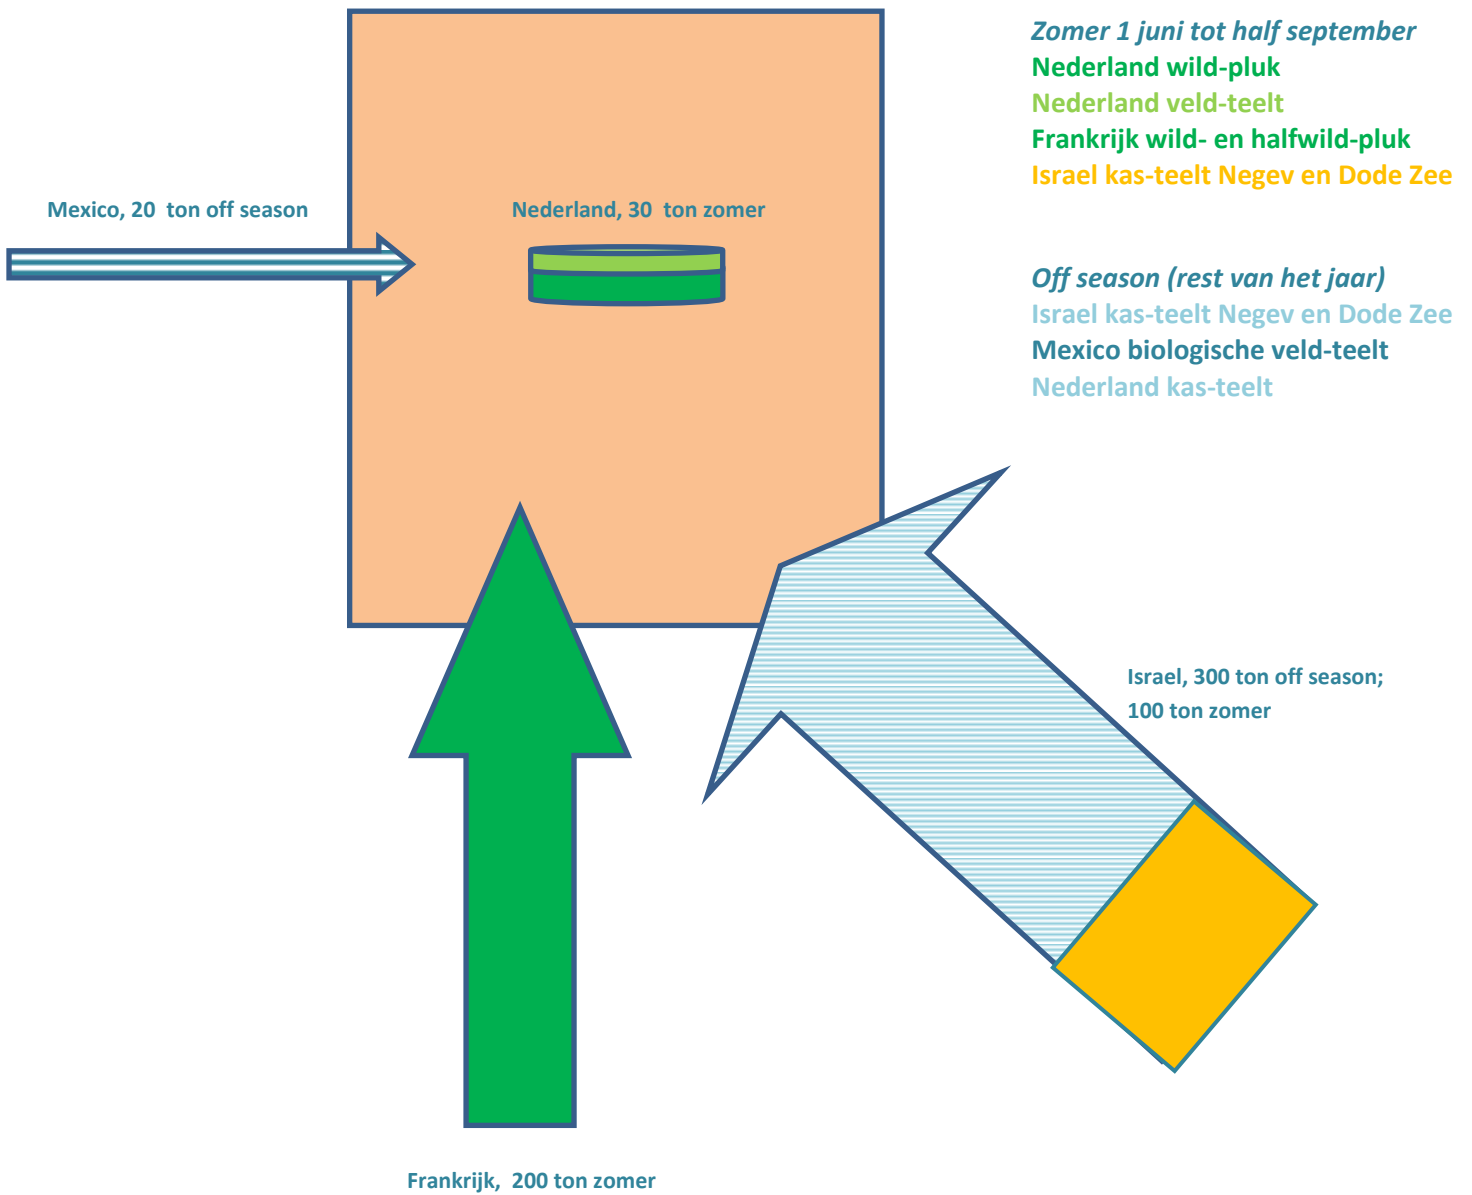 Zomer 1 juni tot half september
Nederland wild-pluk
Nederland veld-teelt
Frankrijk wild- en halfwild-pluk
Israel kas-teelt Negev en Dode Zee
Mexico, 20 ton off season
Nederland, 30 ton zomer
Off season (rest van het jaar)
Israel kas-teelt Negev en Dode Zee
Mexico biologische veld-teelt
Nederland kas-teelt
Israel, 300 ton off season;
100 ton zomer
Frankrijk, 200 ton zomer